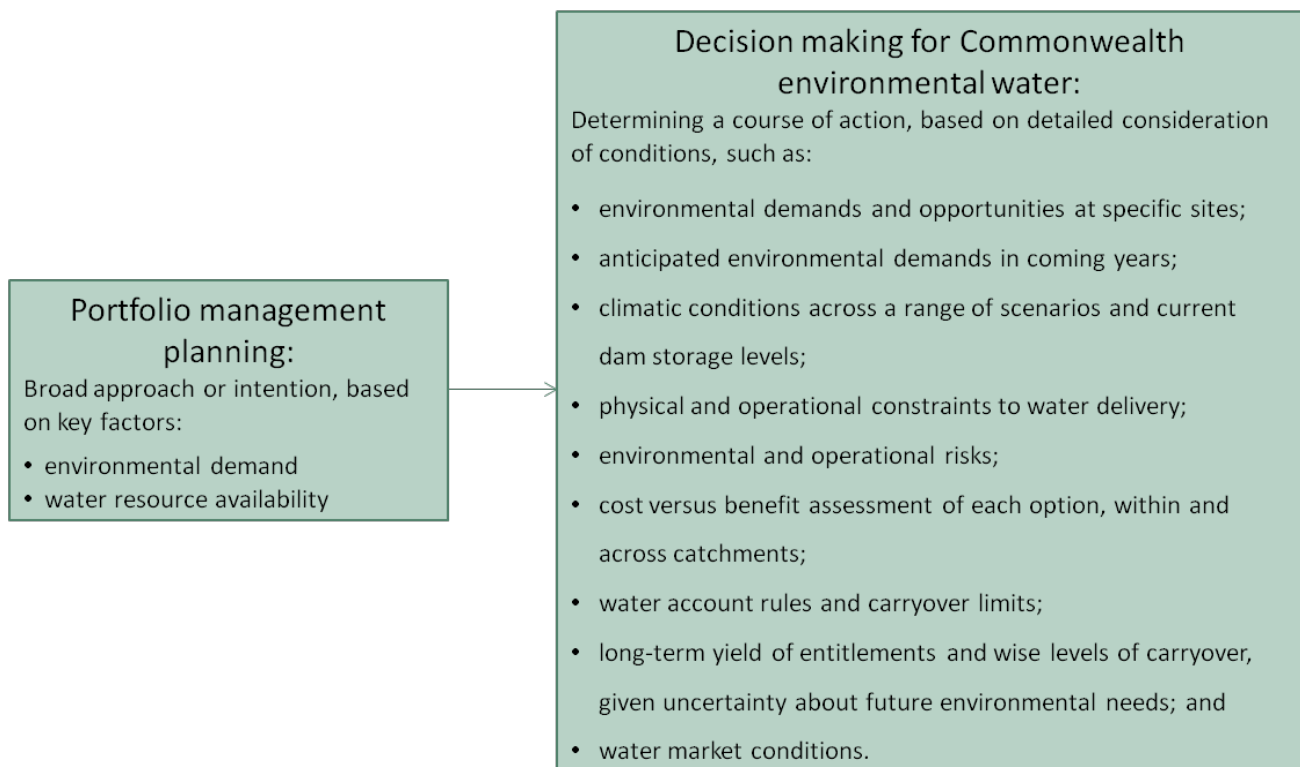 Portfolio management
planning:
Broad approach or intention, based
on key factors:
• environmental demand
• water resource availability
Decision making for Commonwealth
environmental water:
Determining a course of action, based on detailed consideration
of conditions, such as:
• environmental demands and opportunities at specific sites;
• anticipated environmental demands in coming years;
• climatic conditions across a range of scenarios and current
dam storage levels;
• physical and operational constraints to water delivery;
• environmental and operational risks;
• cost versus benefit assessment of each option, within and
across catchments;
• water account rules and carryover limits;
• long-term yield of entitlements and wise levels of carryover,
given uncertainty about future environmental needs; and
• water market conditions.